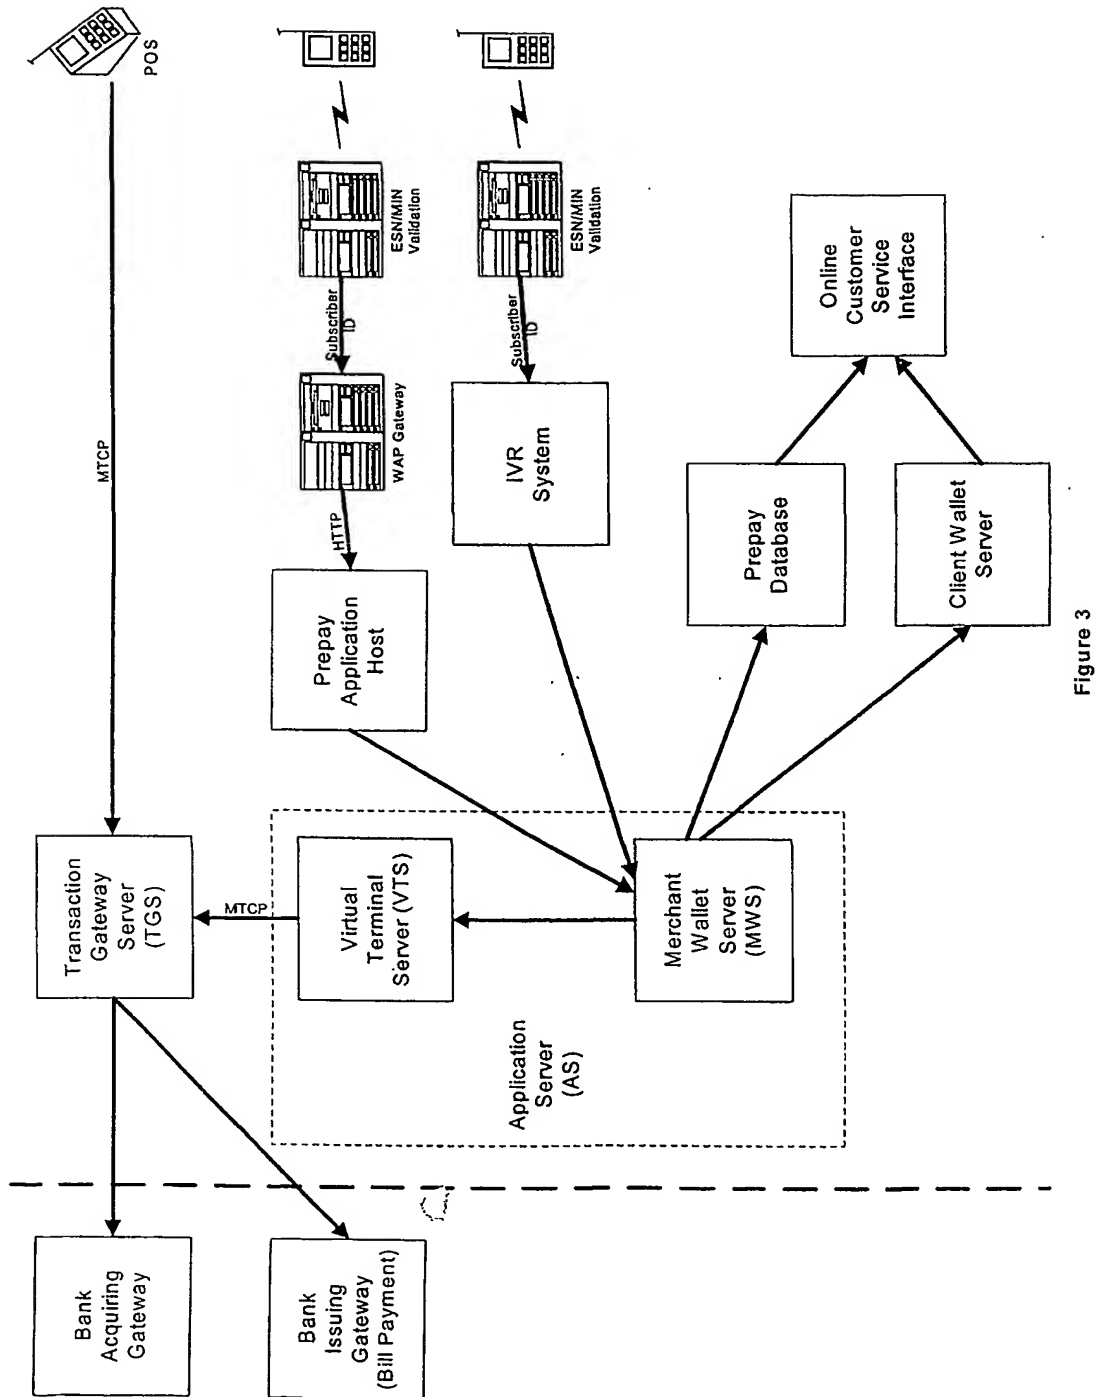 POS
MTCP
Transaction
Gateway
Server
(TGS)
Bank
Acquiring
Gateway
ESN/MIN
Validation
Subscriber
ID
WAP Gateway
HTTP
Prepay
Application
Host
MTCP
Virtual
Terminal
Server (VTS)
Bank
Issuing
Gateway
(Bill Payment)
ESN/MIN
Validation
Subscriber
ID
IVR
System
Application
Server
(AS)
Merchant
Wallet
Server
(MWS)
Prepay
Database
Client Wallet
Server
Online
Customer
Service
Interface
Figure 3